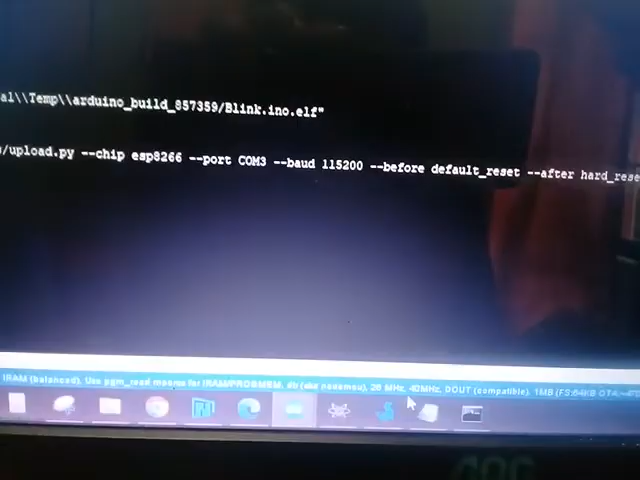 al\\Temp\\arduino_build_857359/Blink.ino.elf"
/upload.py --chip esp8266 --port COM3 --baud 115200 --before default_reset --after hard_rese
IRAM (balanced), Use pgm_read macros for IRAM/PROGMEM, dtr (aka nodemcu), 26 MHz, 40MHz, DOUT (compatible), 1MB (FS:64KB OTA:~470
AOC